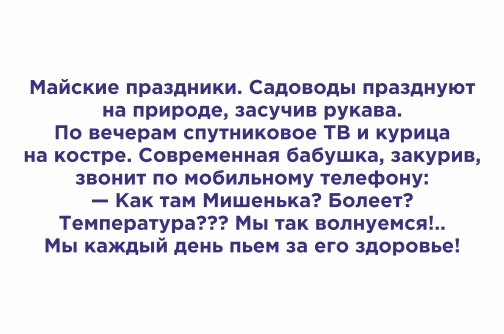 Майские праздники. Садоводы празднуют
на природе, засучив рукава.
По вечерам спутниковое ТВ и курица
на костре. Современная бабушка, закурив,
звонит по мобильному телефону:
— Как там Мишенька? Болеет?
Температура??? Мы так волнуемся!..
Мы каждый день пьем за его здоровье!